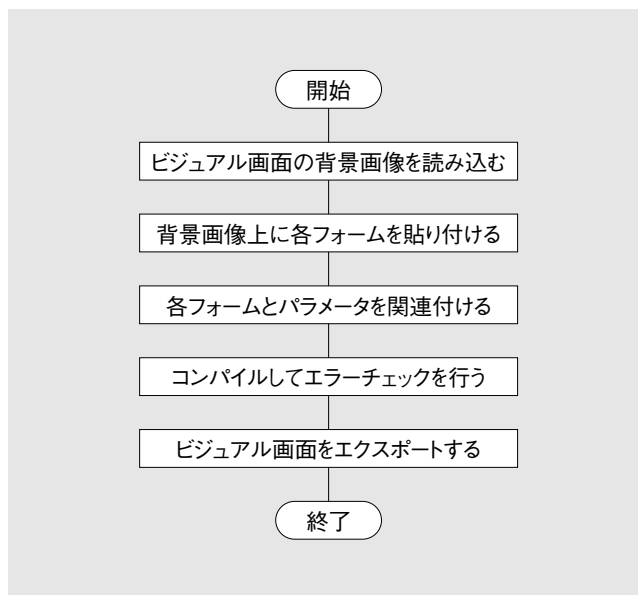 開始
ビジュアル画面の背景画像を読み込む
背景画像上に各フォームを貼り付ける
各フォームとパラメータを関連付ける
コンパイルしてエラーチェックを行う
ビジュアル画面をエクスポートする
終了